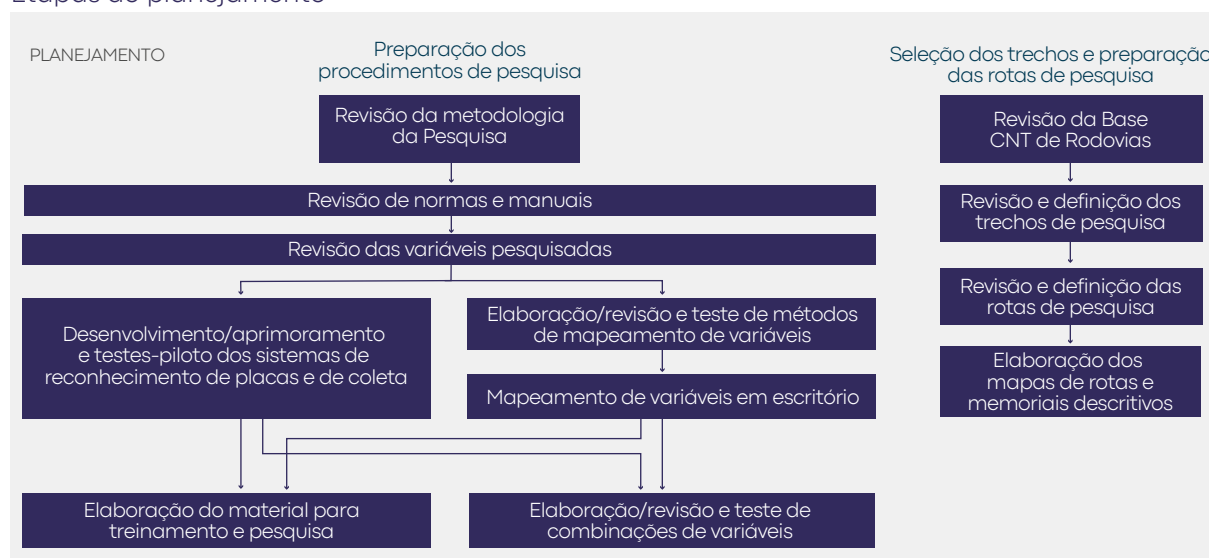 Etapas do planejamento
PLANEJAMENTO
Preparação dos
procedimentos de pesquisa
Revisão da metodologia
da Pesquisa
Revisão de normas e manuais
Revisão das variáveis pesquisadas
Desenvolvimento/aprimoramento
e testes-piloto dos sistemas de
reconhecimento de placas e de coleta
Elaboração/revisão e teste de métodos
de mapeamento de variáveis
Mapeamento de variáveis em escritório
Elaboração do material para
treinamento e pesquisa
Elaboração/revisão e teste de
combinações de variáveis
Seleção dos trechos e preparação
das rotas de pesquisa
Revisão da Base
CNT de Rodovias
Revisão e definição dos
trechos de pesquisa
Revisão e definição das
rotas de pesquisa
Elaboração dos
mapas de rotas e
memoriais descritivos